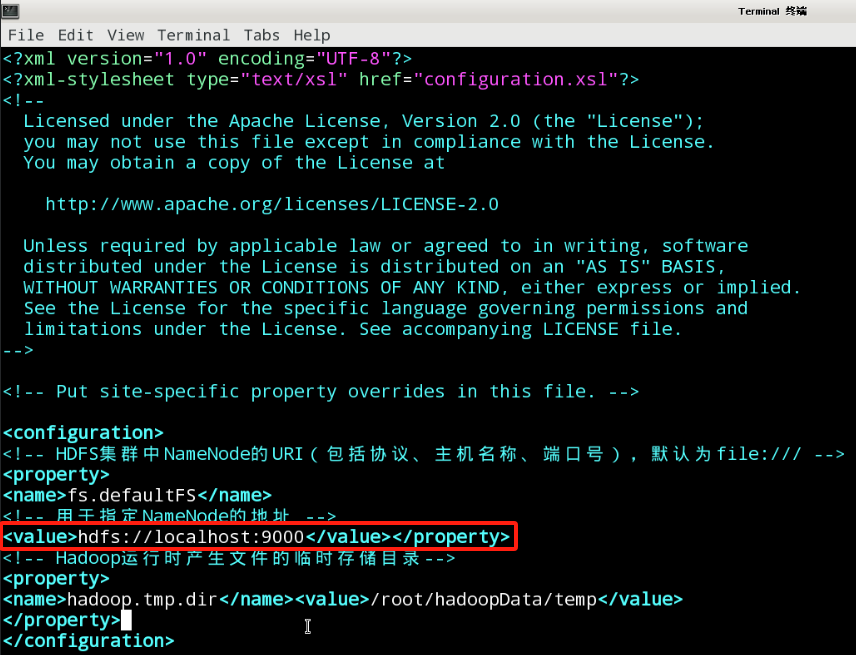 Terminal 终端
File Edit View Terminal Tabs Help
<?xml version="1.0" encoding="UTF-8"?>
<?xml-stylesheet type="text/xsl" href="configuration.xsl"?>
<!--
  Licensed under the Apache License, Version 2.0 (the "License");
  you may not use this file except in compliance with the License.
  You may obtain a copy of the License at

    http://www.apache.org/licenses/LICENSE-2.0

  Unless required by applicable law or agreed to in writing, software
  distributed under the License is distributed on an "AS IS" BASIS,
  WITHOUT WARRANTIES OR CONDITIONS OF ANY KIND, either express or implied.
  See the License for the specific language governing permissions and
  limitations under the License. See accompanying LICENSE file.
-->

<!-- Put site-specific property overrides in this file. -->

<configuration>
<!-- HDFS集群中NameNode的URI（包括协议、主机名称、端口号），默认为file:/// -->
<property>
<name>fs.defaultFS</name>
<!-- 用于指定NameNode的地址 -->
<value>hdfs://localhost:9000</value></property>
<!-- Hadoop运行时产生文件的临时存储目录-->
<property>
<name>hadoop.tmp.dir</name><value>/root/hadoopData/temp</value>
</property>
</configuration>